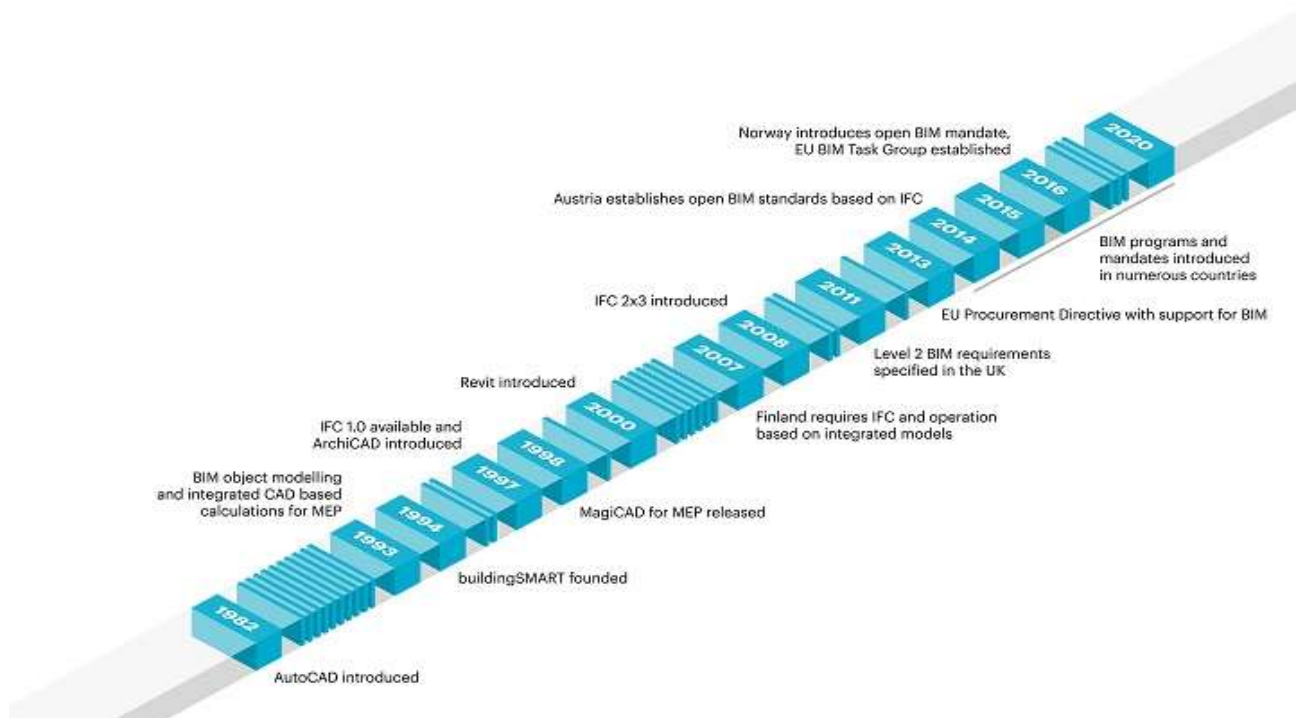 Norway introduces open BIM mandate,
EU BIM Task Group established
2020
2016
Austria establishes open BIM standards based on IFC
2015
2014
BIM programs and
mandates introduced
in numerous countries
2013
EU Procurement Directive with support for BIM
IFC 2x3 introduced
2011
2008
Level 2 BIM requirements
specified in the UK
2007
Revit introduced
2000
Finland requires IFC and operation
based on integrated models
IFC 1.0 available and
ArchiCAD introduced
1998
1997
MagiCAD for MEP released
BIM object modelling
and integrated CAD based
calculations for MEP
1994
1993
buildingSMART founded
1982
AutoCAD introduced